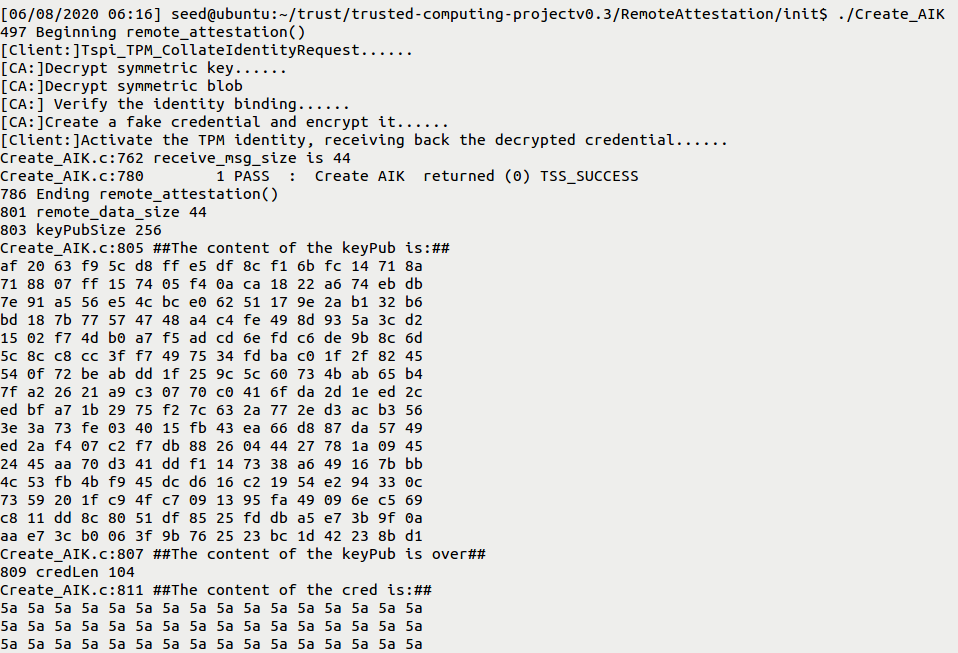 [06/08/2020 06:16] seed@ubuntu:~/trust/trusted-computing-projectv0.3/RemoteAttestation/init$ ./Create_AIK
497 Beginning remote_attestation()
[Client:]Tspi_TPM_CollateIdentityRequest......
[CA:]Decrypt symmetric key......
[CA:]Decrypt symmetric blob
[CA:] Verify the identity binding......
[CA:]Create a fake credential and encrypt it......
[Client:]Activate the TPM identity, receiving back the decrypted credential......
Create_AIK.c:762 receive_msg_size is 44
Create_AIK.c:780        1 PASS  :  Create AIK  returned (0) TSS_SUCCESS
786 Ending remote_attestation()
801 remote_data_size 44
803 keyPubSize 256
Create_AIK.c:805 ##The content of the keyPub is:##
af 20 63 f9 5c d8 ff e5 df 8c f1 6b fc 14 71 8a
71 88 07 ff 15 74 05 f4 0a ca 18 22 a6 74 eb db
7e 91 a5 56 e5 4c bc e0 62 51 17 9e 2a b1 32 b6
bd 18 7b 77 57 47 48 a4 c4 fe 49 8d 93 5a 3c d2
15 02 f7 4d b0 a7 f5 ad cd 6e fd c6 de 9b 8c 6d
5c 8c c8 cc 3f f7 49 75 34 fd ba c0 1f 2f 82 45
54 0f 72 be ab dd 1f 25 9c 5c 60 73 4b ab 65 b4
7f a2 26 21 a9 c3 07 70 c0 41 6f da 2d 1e ed 2c
ed bf a7 1b 29 75 f2 7c 63 2a 77 2e d3 ac b3 56
3e 3a 73 fe 03 40 15 fb 43 ea 66 d8 87 da 57 49
ed 2a f4 07 c2 f7 db 88 26 04 44 27 78 1a 09 45
24 45 aa 70 d3 41 dd f1 14 73 38 a6 49 16 7b bb
4c 53 fb 4b f9 45 dc d6 16 c2 19 54 e2 94 33 0c
73 59 20 1f c9 4f c7 09 13 95 fa 49 09 6e c5 69
c8 11 dd 8c 80 51 df 85 25 fd db a5 e7 3b 9f 0a
aa e7 3c b0 06 3f 9b 76 25 23 bc 1d 42 23 8b d1
Create_AIK.c:807 ##The content of the keyPub is over##
809 credLen 104
Create_AIK.c:811 ##The content of the cred is:##
5a 5a 5a 5a 5a 5a 5a 5a 5a 5a 5a 5a 5a 5a 5a 5a
5a 5a 5a 5a 5a 5a 5a 5a 5a 5a 5a 5a 5a 5a 5a 5a
5a 5a 5a 5a 5a 5a 5a 5a 5a 5a 5a 5a 5a 5a 5a 5a